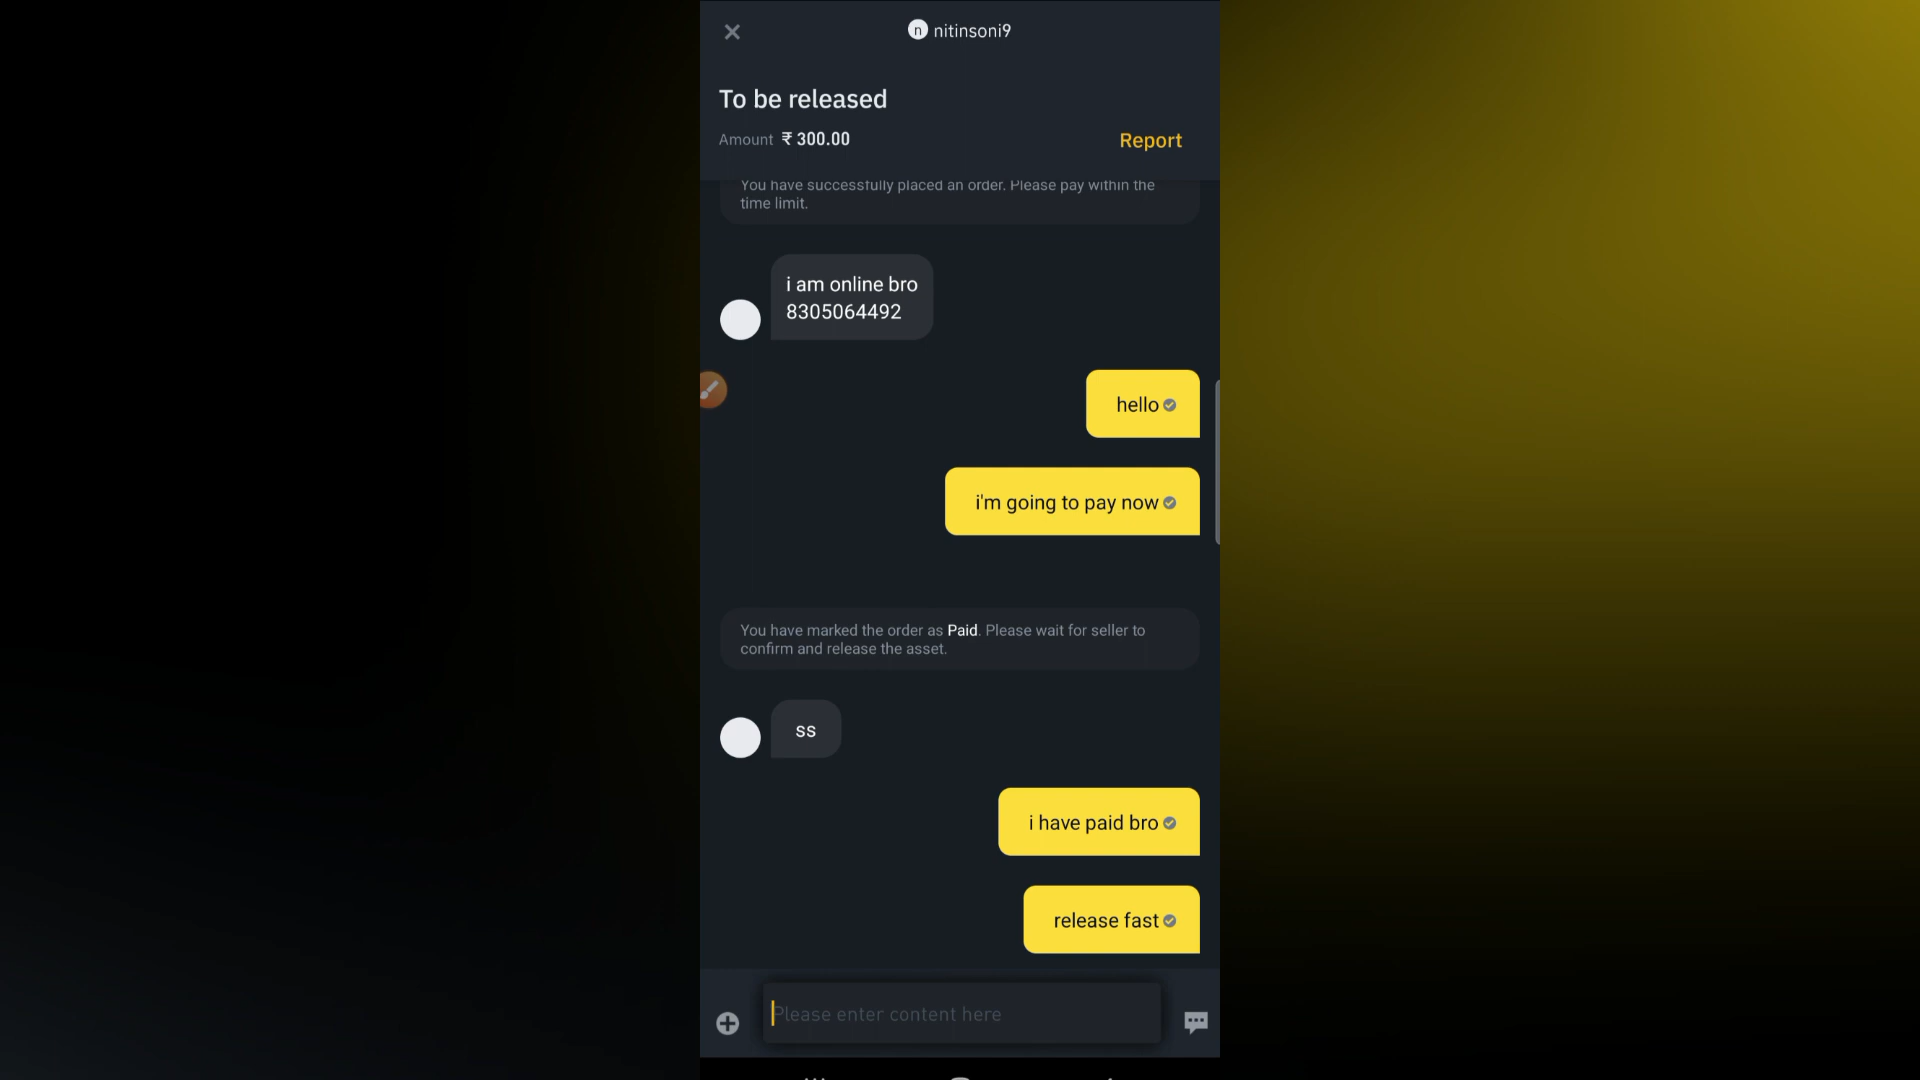 n nitinsoni9
To be released
Amount ₹ 300.00
Report
You have successfully placed an order. Please pay within the
time limit.
i am online bro
8305064492
hello
i'm going to pay now
You have marked the order as Paid. Please wait for seller to
confirm and release the asset.
ss
i have paid bro
release fast
Please enter content here